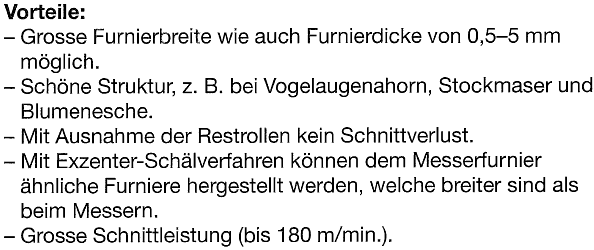 Vorteile:
– Grosse Furnierbreite wie auch Furnierdicke von 0,5–5 mm
möglich.
– Schöne Struktur, z. B. bei Vogelaugenahorn, Stockmaser und
Blumenesche.
– Mit Ausnahme der Restrollen kein Schnittverlust.
– Mit Exzenter-Schälverfahren können dem Messerfurnier
ähnliche Furniere hergestellt werden, welche breiter sind als
beim Messern.
– Grosse Schnittleistung (bis 180 m/min.).